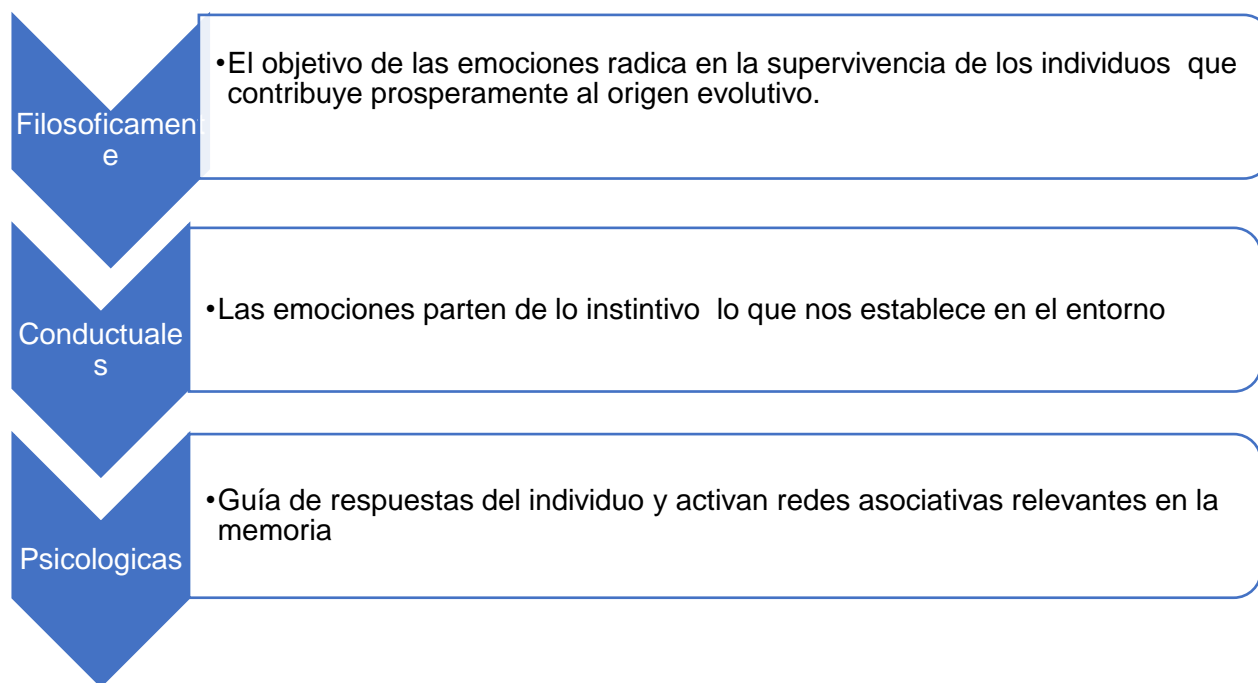 Filosoficament
e
•El objetivo de las emociones radica en la supervivencia de los individuos  que
contribuye prosperamente al origen evolutivo.
Conductuale
s
•Las emociones parten de lo instintivo  lo que nos establece en el entorno
Psicologicas
•Guía de respuestas del individuo y activan redes asociativas relevantes en la
memoria